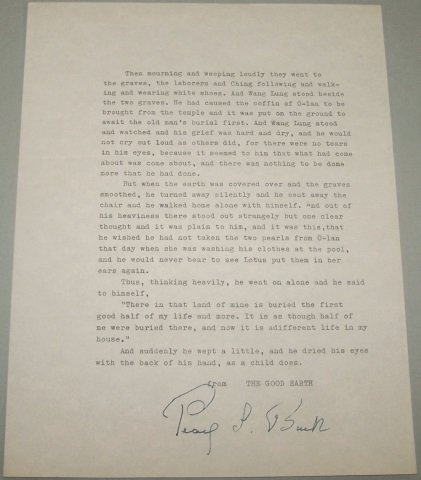 Then mourning and weeping loudly they went to
the graves, the laborers and Ching following and walk-
ing and wearing white shoes. And Wang Lung stood beside
the two graves. He had caused the coffin of O-lan to be
brought from the temple and it was put on the ground to
await the old man's burial first. And Wang Lung stood
and watched and his grief was hard and dry, and he would
not cry out loud as others did, for there were no tears
in his eyes, because it seemed to him that what had come
about was come about, and there was nothing to be done
more that he had done.
But when the earth was covered over and the graves
smoothed, he turned away silently and he sent away the
chair and he walked home alone with himself. And out of
his heaviness there stood out strangely but one clear
thought and it was plain to him, and it was this,that
he wished he had not taken the two pearls from O-lan
that day when she was washing his clothes at the pool,
and he would never bear to see Lotus put them in her
ears again.
Thus, thinking heavily, he went on alone and he said
to himself,
"There in that land of mine is buried the first
good half of my life and more. It is as though half of
me were buried there, and now it is adifferent life in my
house."
And suddenly he wept a little, and he dried his eyes
with the back of his hand, as a child does.
from THE GOOD EARTH
Pearl S. Buck